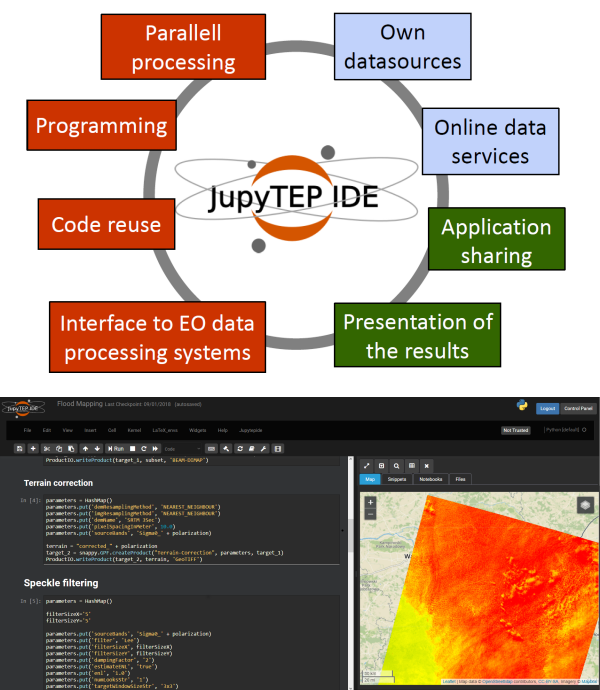 Parallell
processing
Own
datasources
Programming
Online data
services
JupyTEP IDE
Code reuse
Application
sharing
Interface to EO data
processing systems
Presentation of
the results
JupyTEP IDE
Flood Mapping Last Checkpoint: 09/01/2018 (autosaved)
Logout Control Panel
File Edit View Insert Cell Kernel LaTeX_envs Widgets Help Jupytepide
Not Trusted | Python [default] O
Run Code
ProductIO.writeProduct(target_1, subset, "BEAM-DIMAP")
Map Snippets Notebooks Files
Terrain correction
In [4]: parameters = HashMap()
parameters.put('demResamplingMethod', 'NEAREST_NEIGHBOUR')
parameters.put('imgResamplingMethod', 'NEAREST_NEIGHBOUR')
parameters.put('demName', 'SRTM 3Sec')
parameters.put('pixelSpacingInMeter', 10.0)
parameters.put('sourceBands', 'Sigma0_' + polarization)
terrain = "corrected_" + polarization
target_2 = snappy.GPF.createProduct("Terrain-Correction", parameters, target_1)
ProductIO.writeProduct(target_2, terrain, "GeoTIFF")
Speckle filtering
In [5]: parameters = HashMap()
filterSizeX='5'
filterSizeY='5'
parameters.put('sourceBands', 'Sigma0_' + polarization)
parameters.put('filter', 'Lee')
parameters.put('filterSizeX', filterSizeX)
parameters.put('filterSizeY', filterSizeY)
parameters.put('dampingFactor', '2')
parameters.put('estimateENL', 'true')
parameters.put('enl', '1.0')
parameters.put('numLooksStr', '1')
parameters.put('targetWindowSizeStr', '3x3')
+
−
50 km
20 mi
Leaflet | Map data © OpenStreetMap contributors, CC-BY-SA, Imagery © Mapbox